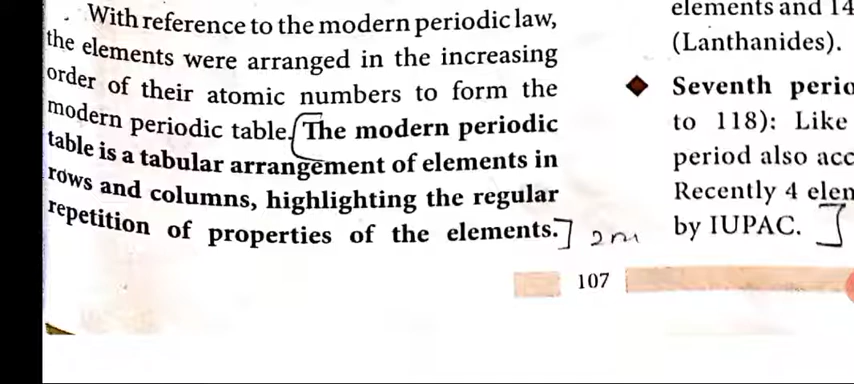 With reference to the modern periodic law,
the elements were arranged in the increasing
order of their atomic numbers to form the
modern periodic table. The modern periodic
table is a tabular arrangement of elements in
rows and columns, highlighting the regular
repetition of properties of the elements.] 2m
elements and 14
(Lanthanides).
Seventh perio
to 118): Like
period also acc
Recently 4 elem
by IUPAC.
107